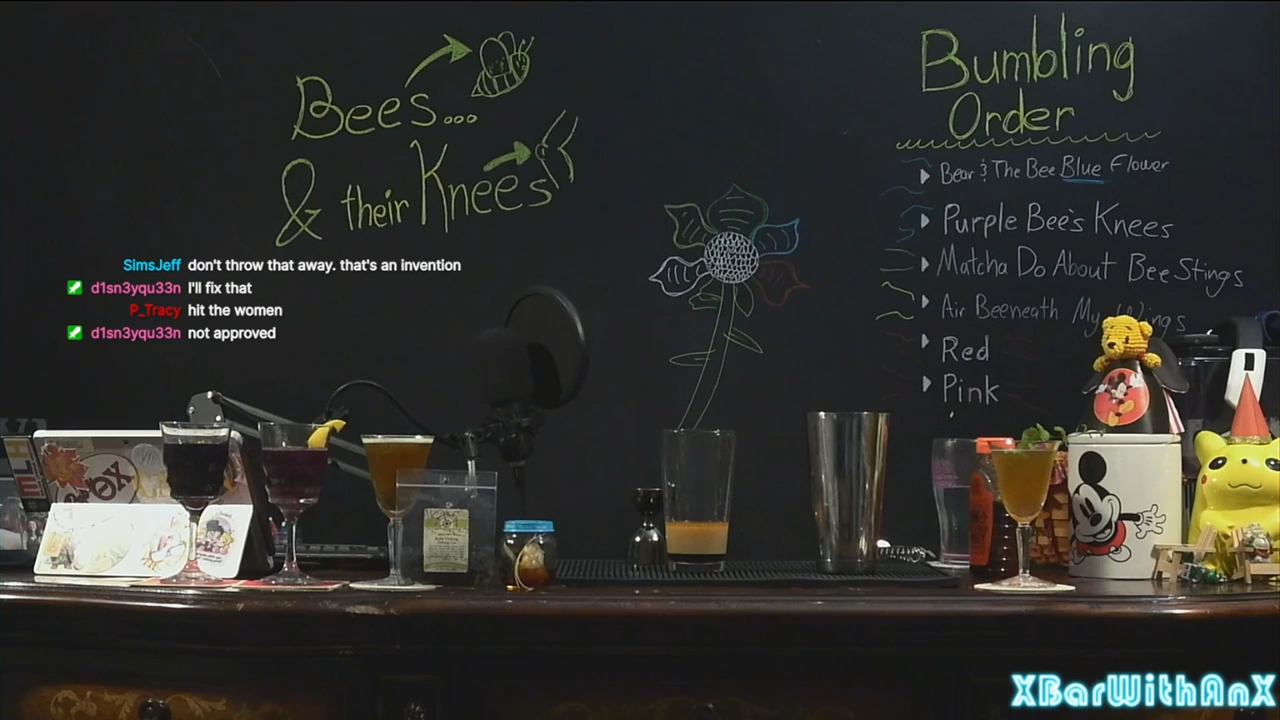 Bees...
& their Knees
Bumbling
Order
Bear & The Bee Blue Flower
Purple Bee's Knees
Matcha Do About Bee Stings
Air Beeneath My Wings
Red
Pink
SimsJeff don't throw that away. that's an invention
d1sn3yqu33n I'll fix that
P_Tracy hit the women
d1sn3yqu33n not approved
XBarWithAnX